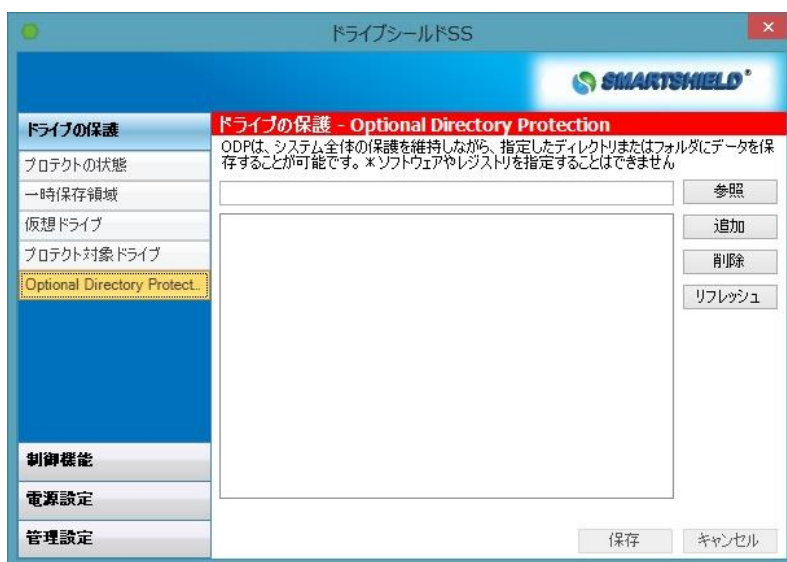 ドライブシールドSS
SMARTSHIELD®
ドライブの保護
プロテクトの状態
一時保存領域
仮想ドライブ
プロテクト対象ドライブ
Optional Directory Protect..
制御機能
電源設定
管理設定
ドライブの保護 - Optional Directory Protection
ODPは、システム全体の保護を維持しながら、指定したディレクトリまたはフォルダにデータを保
存することが可能です。*ソフトウェアやレジストリを指定することはできません
参照
追加
削除
リフレッシュ
保存
キャンセル